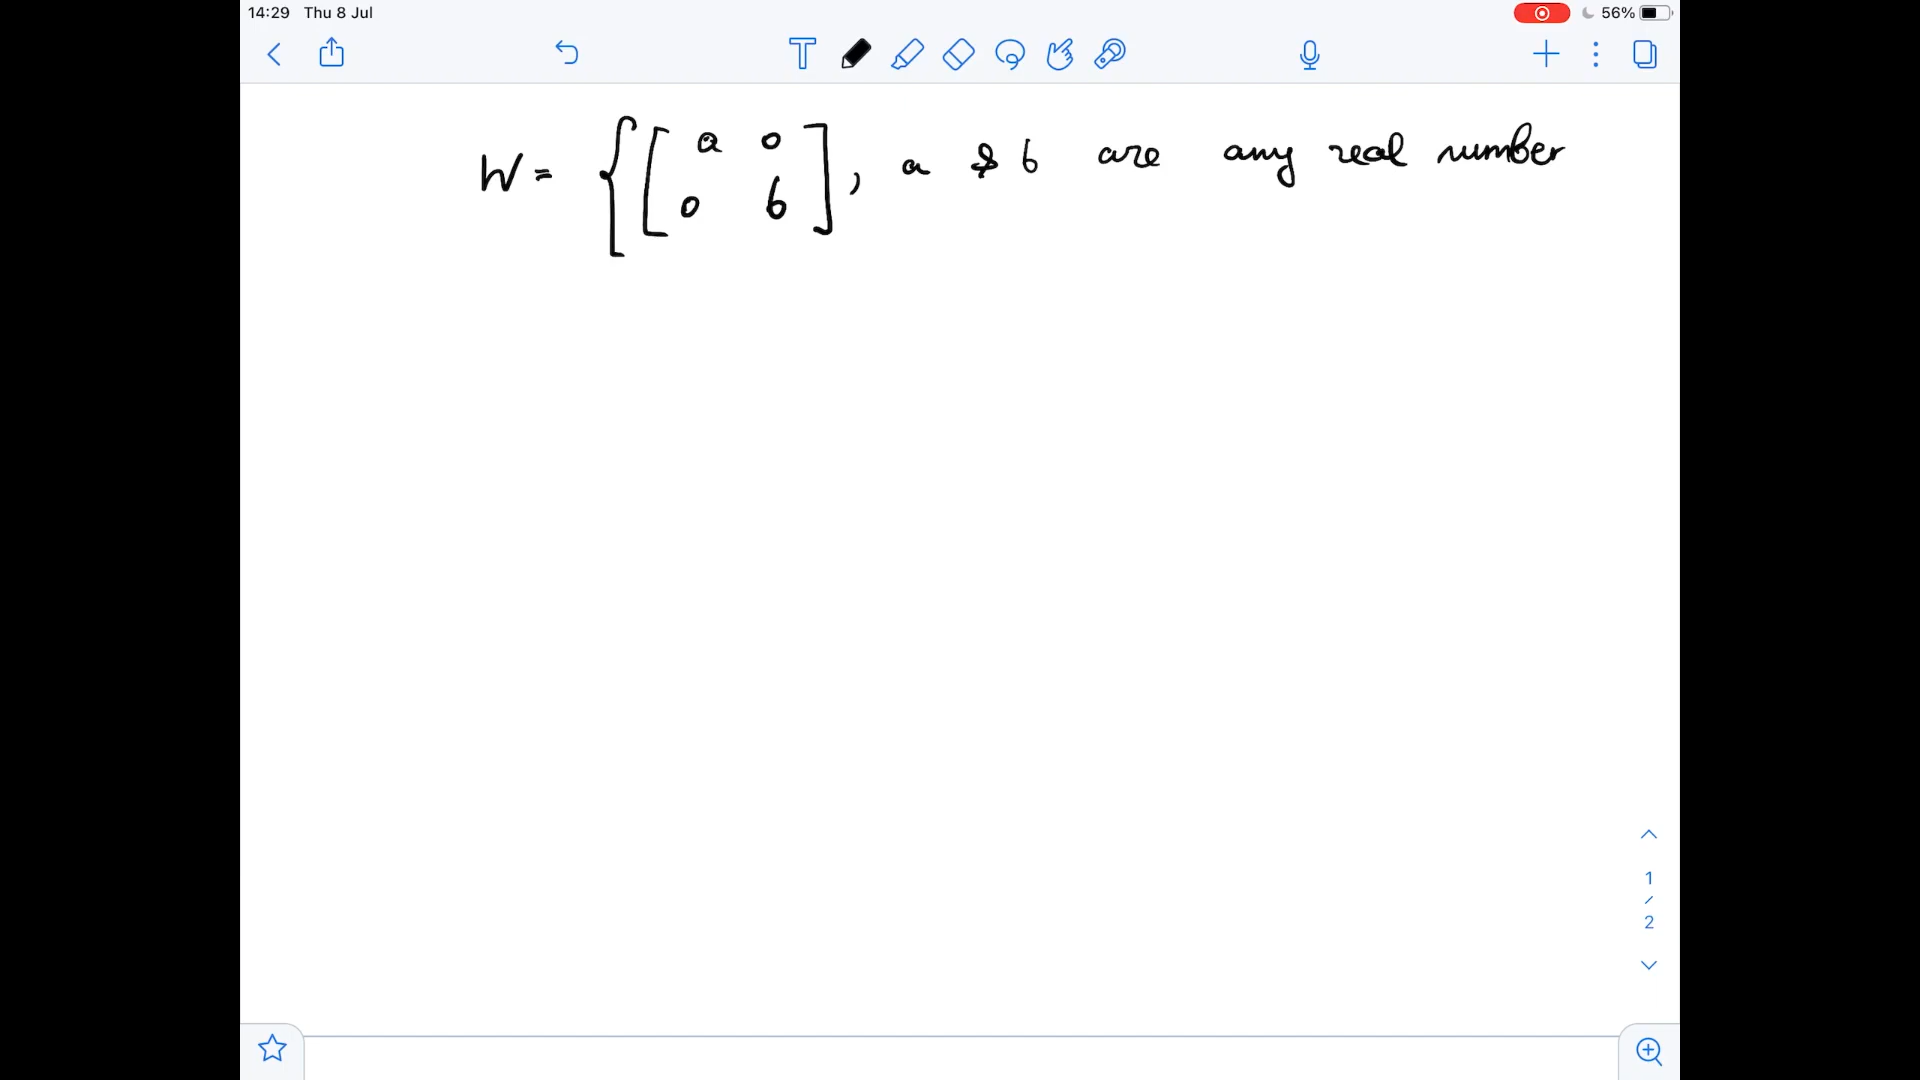 14:29 Thu 8 Jul 56%
T
W = { [ a 0 ] , a & b are any real number
0 b
1
/
2